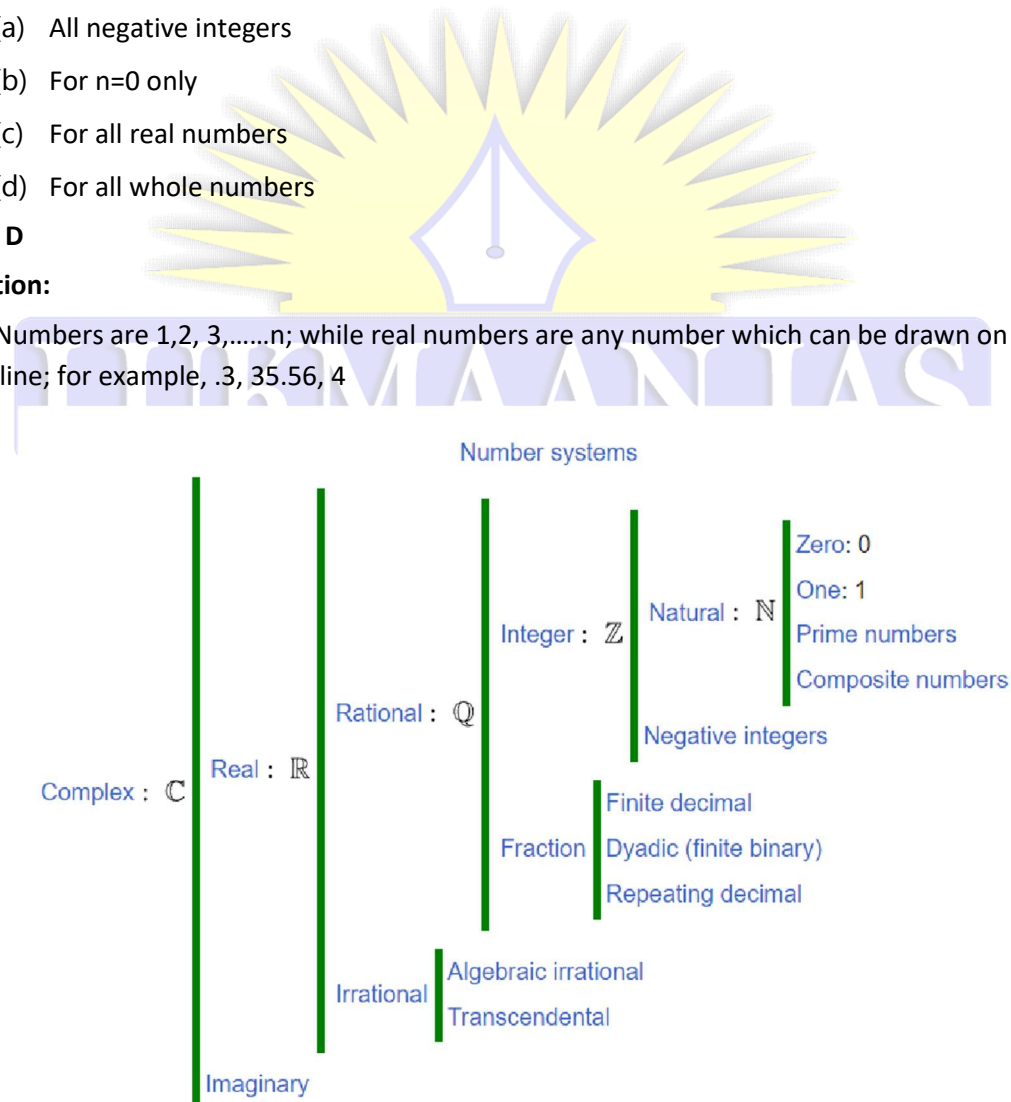 (a) All negative integers
(b) For n=0 only
(c) For all real numbers
(d) For all whole numbers
D
tion:
Numbers are 1,2, 3,......n; while real numbers are any number which can be drawn on
line; for example, .3, 35.56, 4
Number systems
Zero: 0
One: 1
Natural : ℕ
Prime numbers
Integer : ℤ
Composite numbers
Rational : ℚ
Negative integers
Real : ℝ
Complex : ℂ
Finite decimal
Fraction
Dyadic (finite binary)
Repeating decimal
Algebraic irrational
Irrational
Transcendental
Imaginary